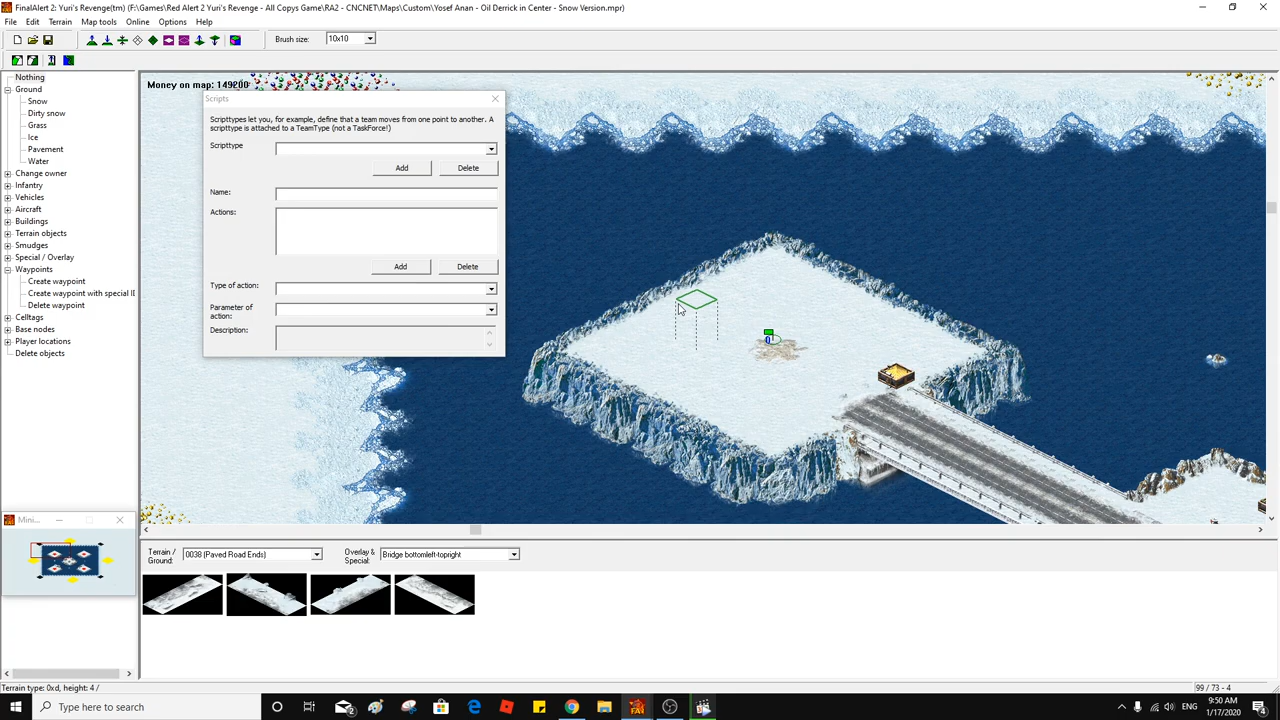 FinalAlert 2: Yuri's Revenge(tm) (F:\Games\Red Alert 2 Yuri's Revenge - All Copys Game\RA2 - CNCNET\Maps\Custom\Yosef Anan - Oil Derrick in Center - Snow Version.mpr)
File Edit Terrain Map tools Online Options Help
Brush size: 10x10
Nothing
Ground
Snow
Dirty snow
Grass
Ice
Pavement
Water
Change owner
Infantry
Vehicles
Aircraft
Buildings
Terrain objects
Smudges
Special / Overlay
Waypoints
Create waypoint
Create waypoint with special ID
Delete waypoint
Celltags
Base nodes
Player locations
Delete objects
Money on map: 149200
Scripts
Scripttypes let you, for example, define that a team moves from one point to another. A
scripttype is attached to a TeamType (not a TaskForce!)
Scripttype
Add Delete
Name:
Actions:
Add Delete
Type of action:
Parameter of
action:
Description:
0
Mini...
Terrain /
Ground:
0038 (Paved Road Ends)
Overlay &
Special:
Bridge bottomleft-topright
Terrain type: 0xd, height: 4 /
99 / 73 - 4
Type here to search
2
ENG
9:50 AM
1/17/2020
4